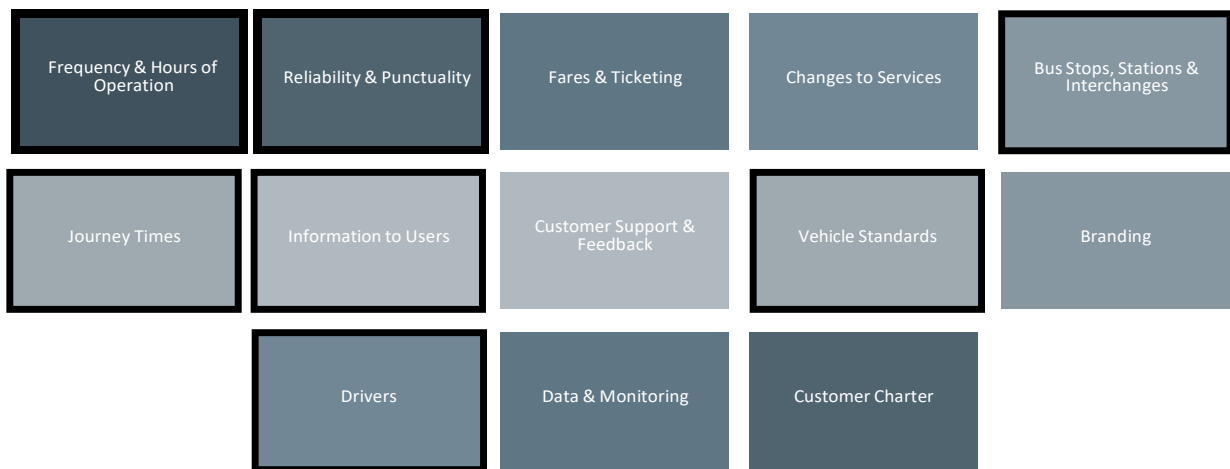 Frequency & Hours of
Operation
Reliability & Punctuality
Fares & Ticketing
Changes to Services
Bus Stops, Stations &
Interchanges
Journey Times
Information to Users
Customer Support &
Feedback
Vehicle Standards
Branding
Drivers
Data & Monitoring
Customer Charter